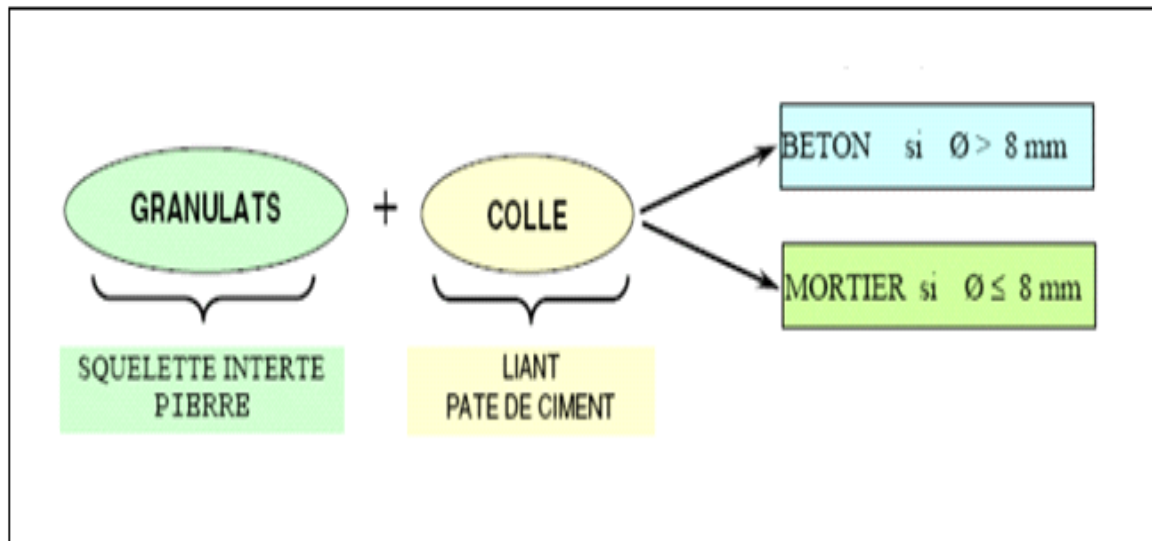 BETON si Ø > 8 mm
GRANULATS + COLLE
MORTIER si Ø ≤ 8 mm
SQUELETTE INTERTE
PIERRE
LIANT
PATE DE CIMENT